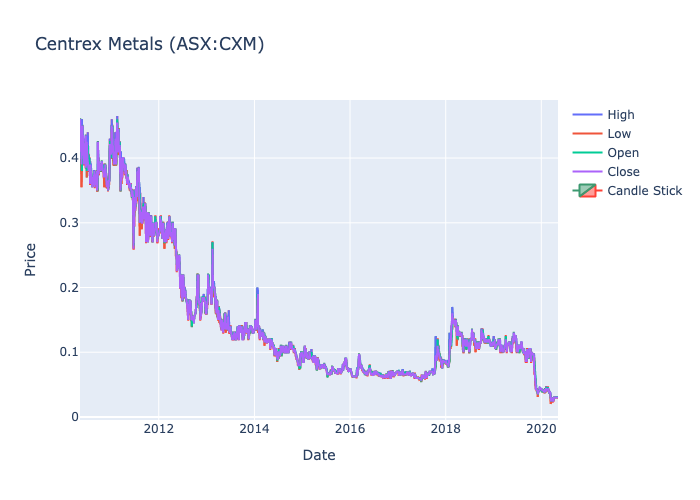 Centrex Metals (ASX:CXM)
High
Low
Open
Close
Candle Stick
0.4
0.3
0.2
0.1
0
Price
2012
2014
2016
2018
2020
Date